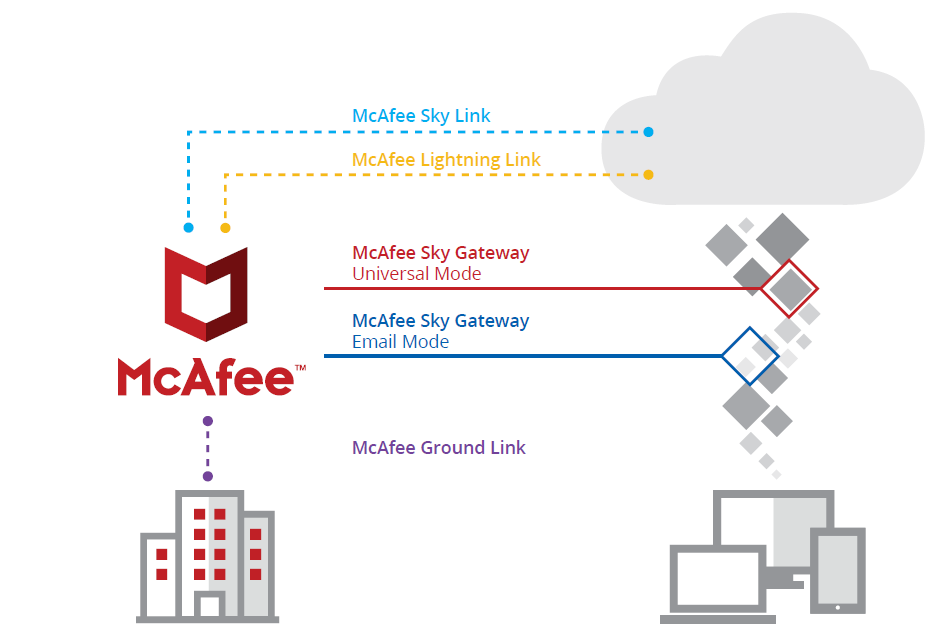 McAfee Sky Link
McAfee Lightning Link
McAfee Sky Gateway
Universal Mode
McAfee Sky Gateway
Email Mode
McAfee™
McAfee Ground Link